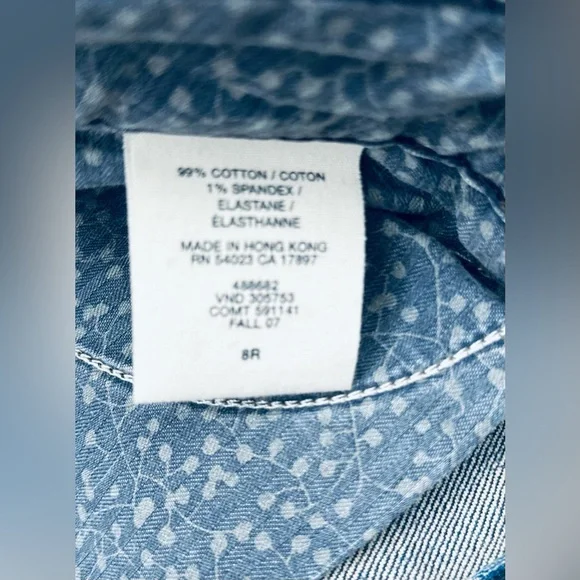 99% COTTON / COTON
1% SPANDEX /
ELASTANE /
ÉLASTHANNE
MADE IN HONG KONG
RN 54023 CA 17897
488682
VND 305753
COMT 591141
FALL 07
8R